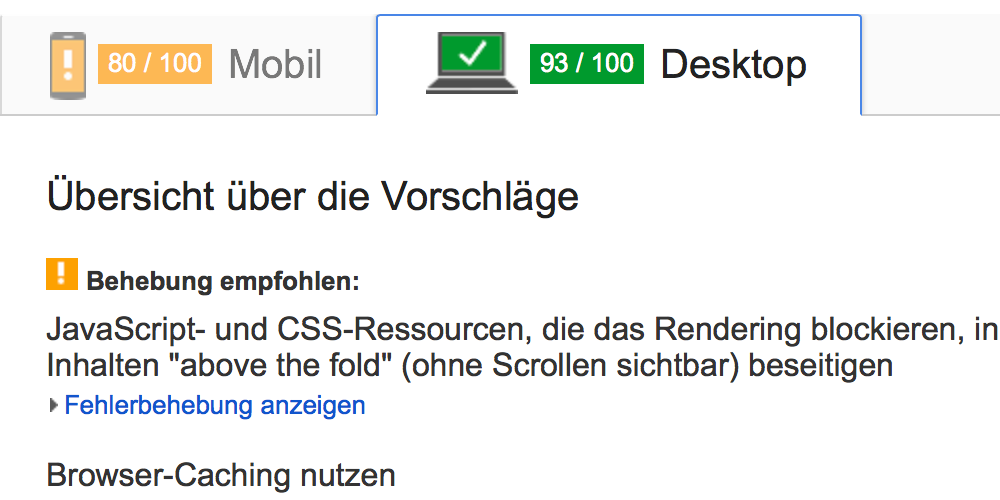 80 / 100 Mobil 93 / 100 Desktop
Übersicht über die Vorschläge
Behebung empfohlen:
JavaScript- und CSS-Ressourcen, die das Rendering blockieren, in
Inhalten "above the fold" (ohne Scrollen sichtbar) beseitigen
Fehlerbehebung anzeigen
Browser-Caching nutzen